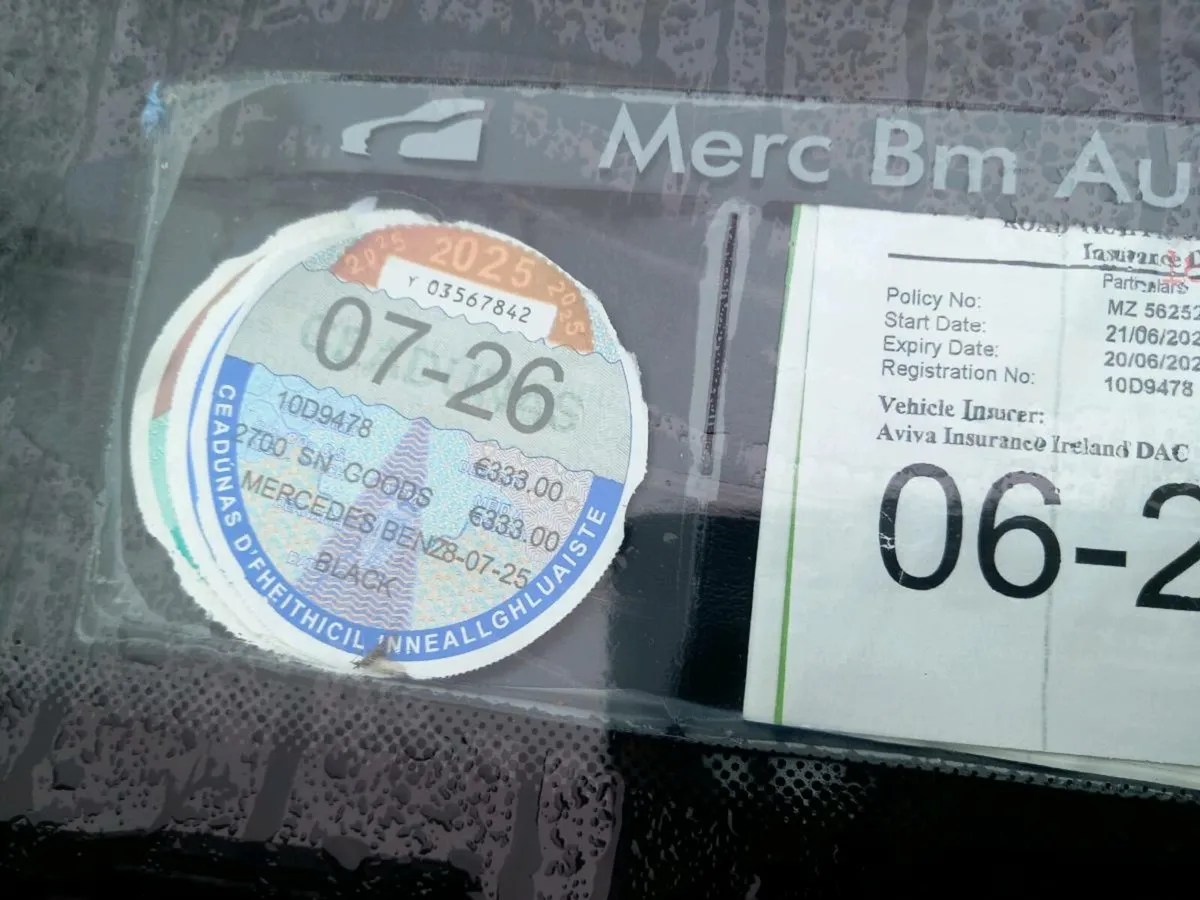 Merc Bm Au
2025 2025 2025
Y 03567842
07-26
10D9478
2700 SN GOODS €333.00
MERCEDES BENZ €333.00
28-07-25
BLACK
CEADÚNAS D'FHEITHICIL INNEALLGHLUAISTE
ROAD
Insurance D
Particulars
Policy No: MZ 56252
Start Date: 21/06/202
Expiry Date: 20/06/202
Registration No: 10D9478
Vehicle Insurer:
Aviva Insurance Ireland DAC
06-2